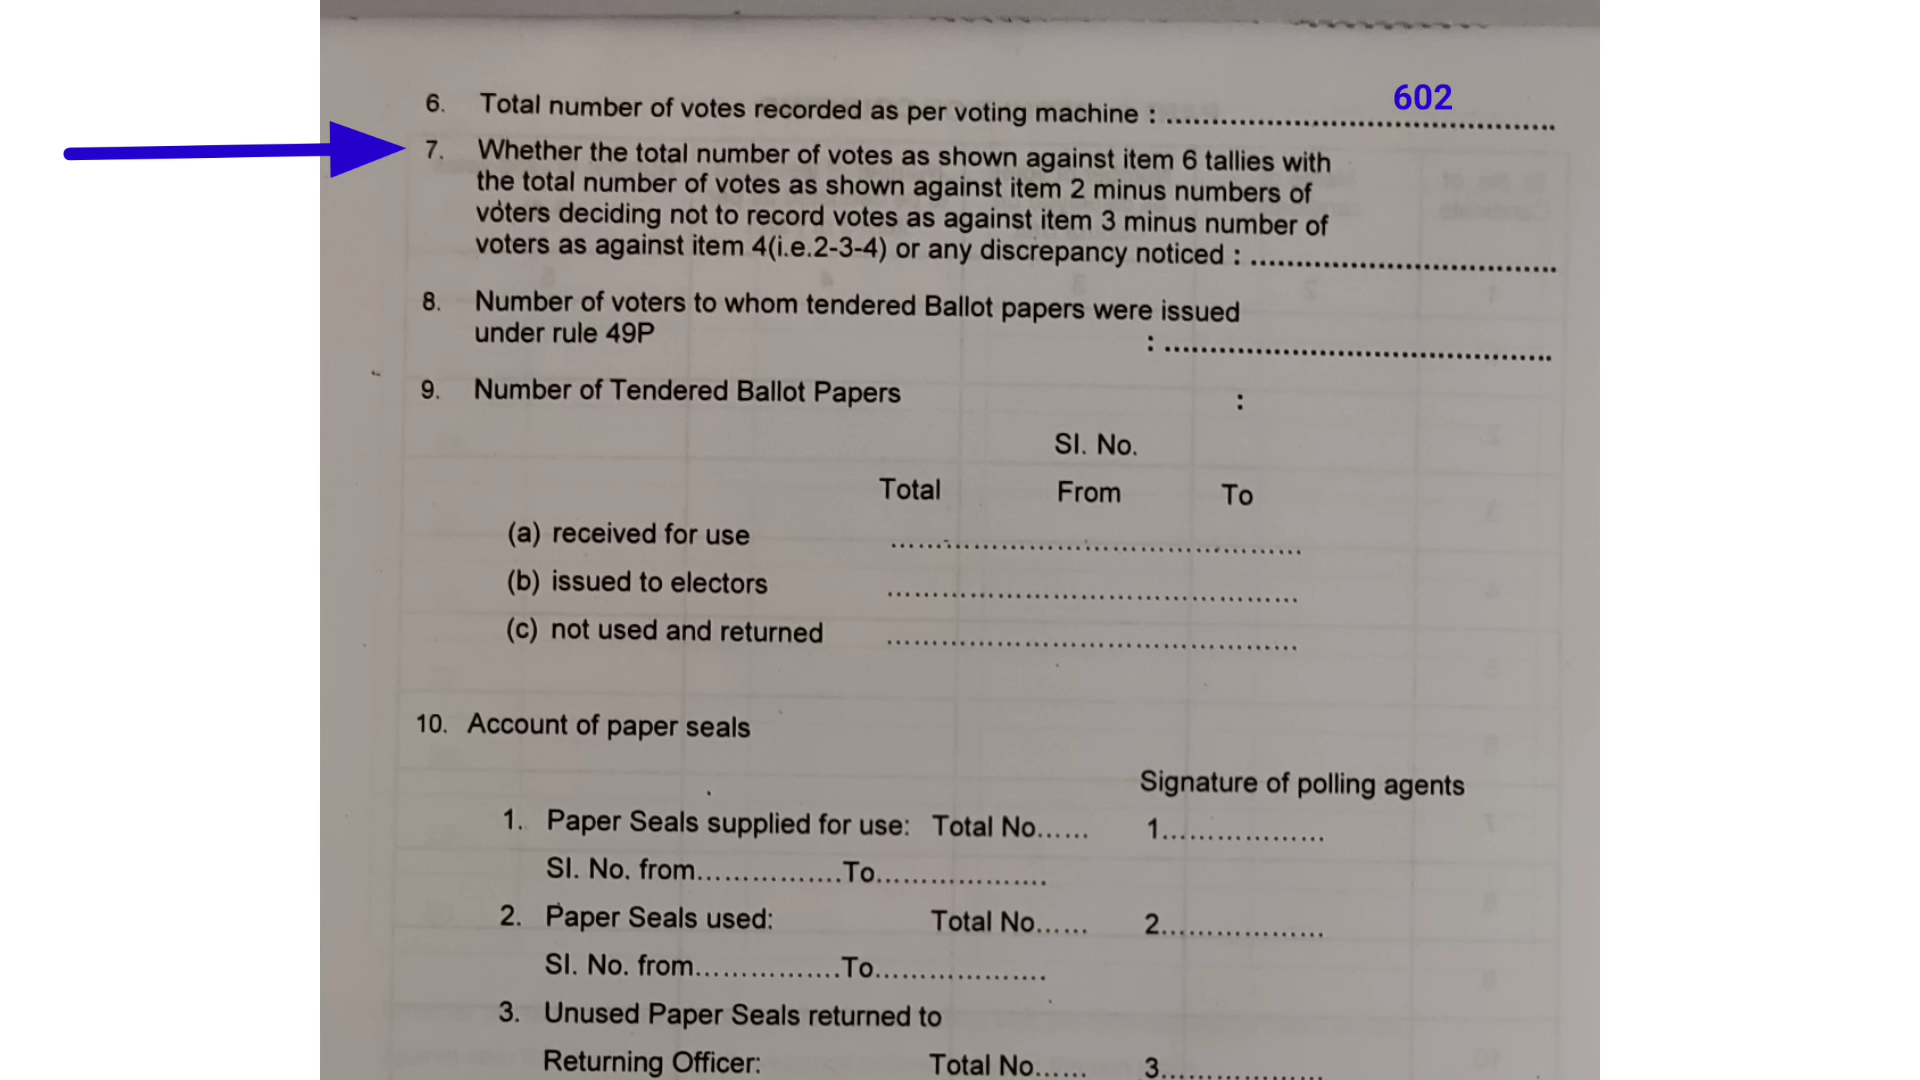 6. Total number of votes recorded as per voting machine : .......................................... 602
7. Whether the total number of votes as shown against item 6 tallies with
the total number of votes as shown against item 2 minus numbers of
voters deciding not to record votes as against item 3 minus number of
voters as against item 4(i.e.2-3-4) or any discrepancy noticed : ..................................
8. Number of voters to whom tendered Ballot papers were issued
under rule 49P : ..........................................
9. Number of Tendered Ballot Papers :
SI. No.
Total From To
(a) received for use ..............................................
(b) issued to electors ..............................................
(c) not used and returned ..............................................
10. Account of paper seals
Signature of polling agents
1. Paper Seals supplied for use: Total No...... 1..................
SI. No. from................To...................
2. Paper Seals used: Total No...... 2..................
SI. No. from................To...................
3. Unused Paper Seals returned to
Returning Officer: Total No...... 3..................